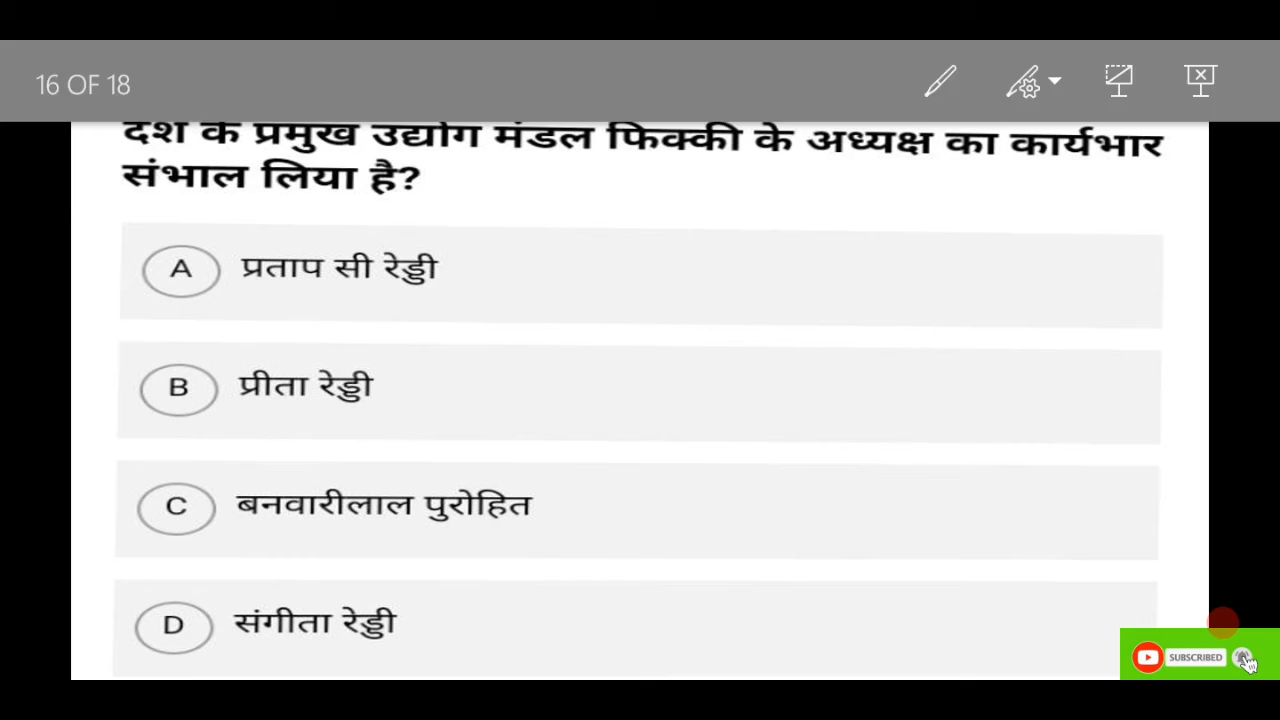 16 OF 18
देश के प्रमुख उद्योग मंडल फिक्की के अध्यक्ष का कार्यभार
संभाल लिया है?
A प्रताप सी रेड्डी
B प्रीता रेड्डी
C बनवारीलाल पुरोहित
D संगीता रेड्डी
SUBSCRIBED